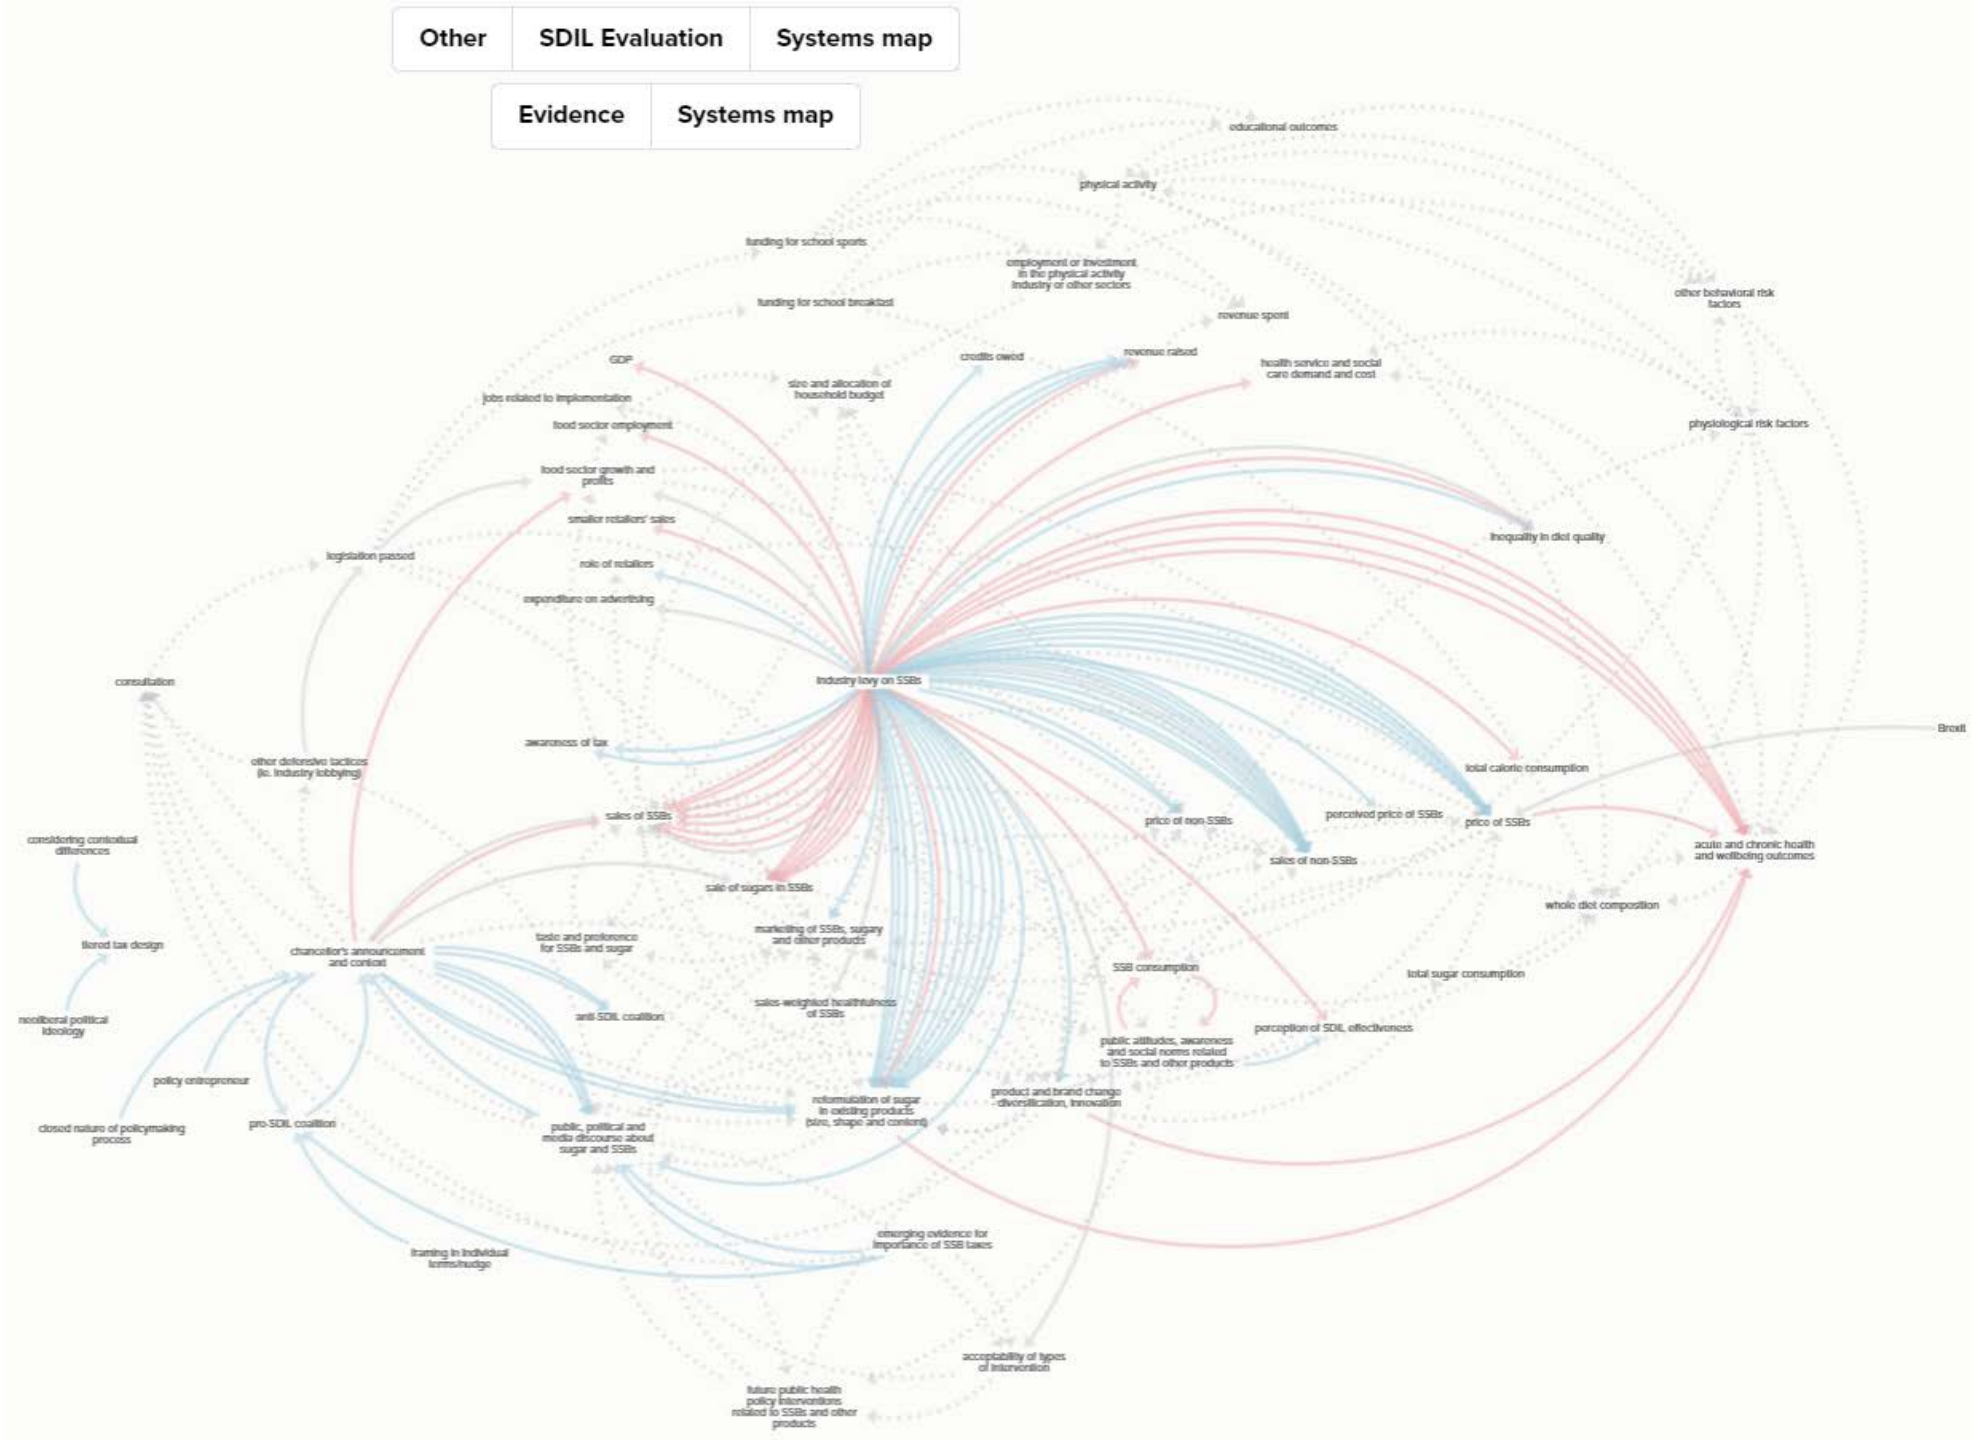 Other
SDIL Evaluation
Systems map
Evidence
Systems map
educational outcomes
physical activity
funding for school sports
employment or investment
in the physical activity
industry or other sectors
other behavioral risk
factors
funding for school breakfast
revenue spent
GDP
credits owed
revenue raised
health service and social
care demand and cost
size and allocation of
household budget
jobs related to implementation
food sector employment
physiological risk factors
food sector growth and
profits
smaller retailers' sales
inequality in diet quality
legislation passed
role of retailers
expenditure on advertising
consultation
industry levy on SSBs
Brexit
awareness of tax
other defensive tactices
(ie. industry lobbying)
total calorie consumption
sales of SSBs
price of non-SSBs
perceived price of SSBs
price of SSBs
considering contextual
differences
acute and chronic health
and wellbeing outcomes
sales of non-SSBs
sale of sugars in SSBs
whole diet composition
tiered tax design
chancellor's announcement
and context
taste and preference
for SSBs and sugar
marketing of SSBs, sugary
and other products
SSB consumption
total sugar consumption
neoliberal political
ideology
anti-SDIL coalition
sales-weighted healthfulness
of SSBs
perception of SDIL effectiveness
public attitudes, awareness
and social norms related
to SSBs and other products
policy entrepreneur
product and brand change
- diversification, innovation
reformulation of sugar
in existing products
(size, shape and content)
closed nature of policymaking
process
pro-SDIL coalition
public, political and
media discourse about
sugar and SSBs
emerging evidence for
importance of SSB taxes
framing in individual
terms/nudge
acceptability of types
of intervention
future public health
policy interventions
related to SSBs and other
products